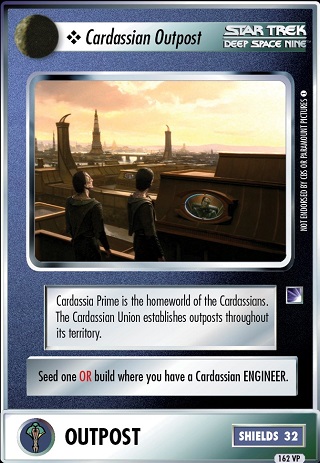 ❖ Cardassian Outpost
STAR TREK
DEEP SPACE NINE
NOT ENDORSED BY CBS OR PARAMOUNT PICTURES
Cardassia Prime is the homeworld of the Cardassians.
The Cardassian Union establishes outposts throughout
its territory.
Seed one OR build where you have a Cardassian ENGINEER.
OUTPOST
SHIELDS 32
162 VP